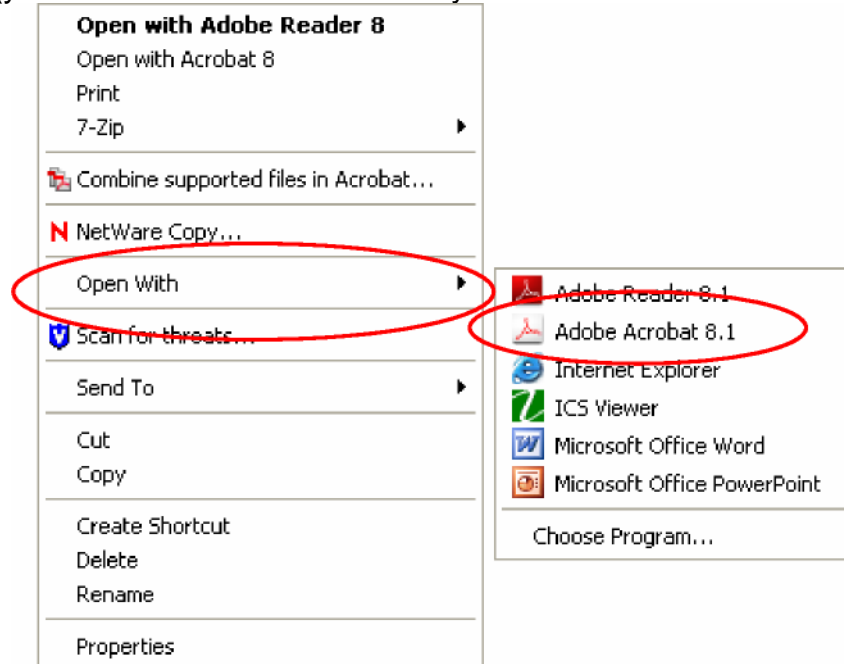 Open with Adobe Reader 8
Open with Acrobat 8
Print
7-Zip
Combine supported files in Acrobat...
NetWare Copy...
Open With
Scan for threats...
Send To
Cut
Copy
Create Shortcut
Delete
Rename
Properties
Adobe Reader 8.1
Adobe Acrobat 8.1
Internet Explorer
ICS Viewer
Microsoft Office Word
Microsoft Office PowerPoint
Choose Program...